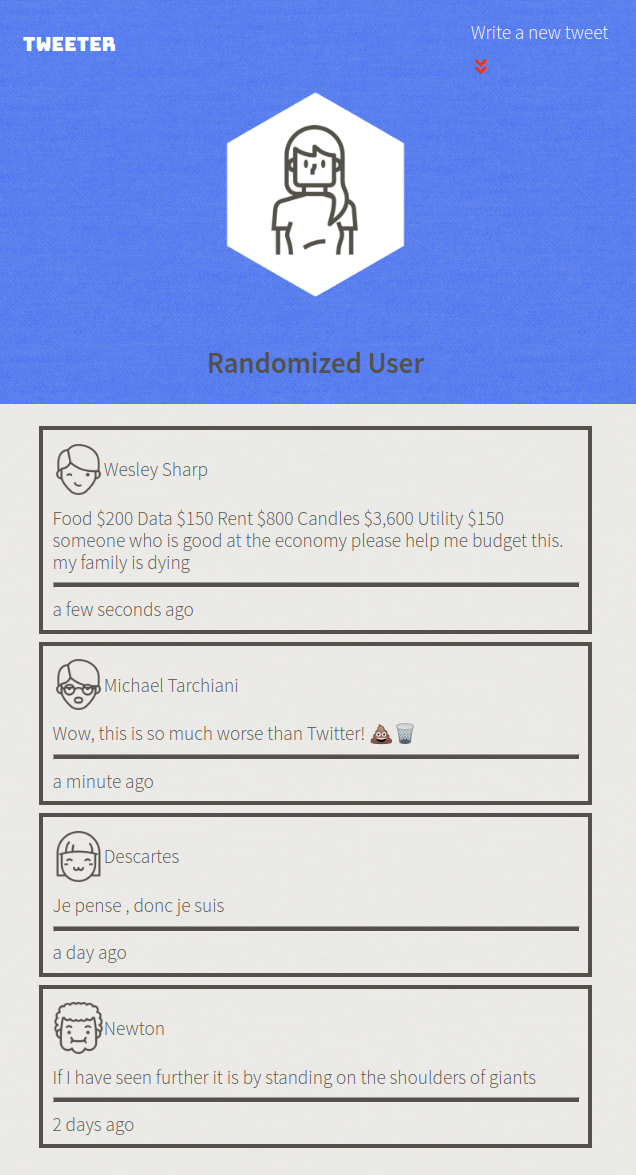 TWEETER
Write a new tweet
Randomized User
Wesley Sharp
Food $200 Data $150 Rent $800 Candles $3,600 Utility $150
someone who is good at the economy please help me budget this.
my family is dying
a few seconds ago
Michael Tarchiani
Wow, this is so much worse than Twitter! 💩🗑️
a minute ago
Descartes
Je pense , donc je suis
a day ago
Newton
If I have seen further it is by standing on the shoulders of giants
2 days ago